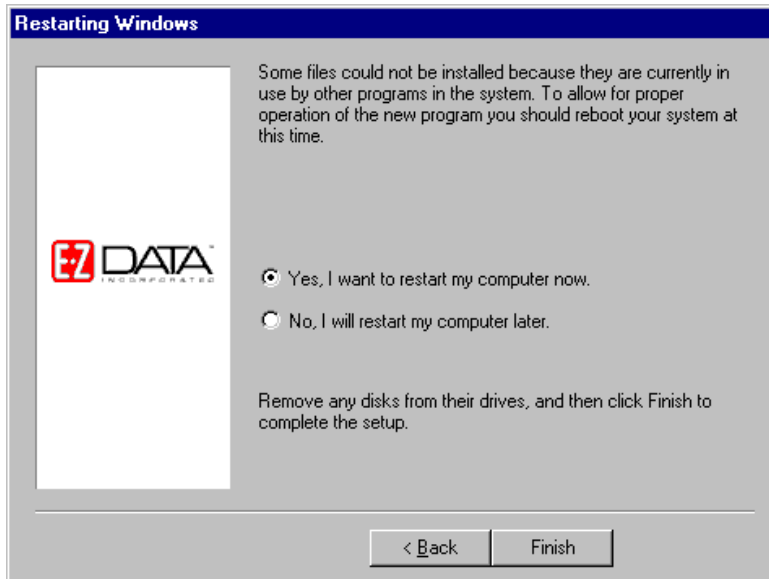 Restarting Windows
Some files could not be installed because they are currently in
use by other programs in the system. To allow for proper
operation of the new program you should reboot your system at
this time.
E-Z DATA™
INCORPORATED
Yes, I want to restart my computer now.
No, I will restart my computer later.
Remove any disks from their drives, and then click Finish to
complete the setup.
< Back
Finish